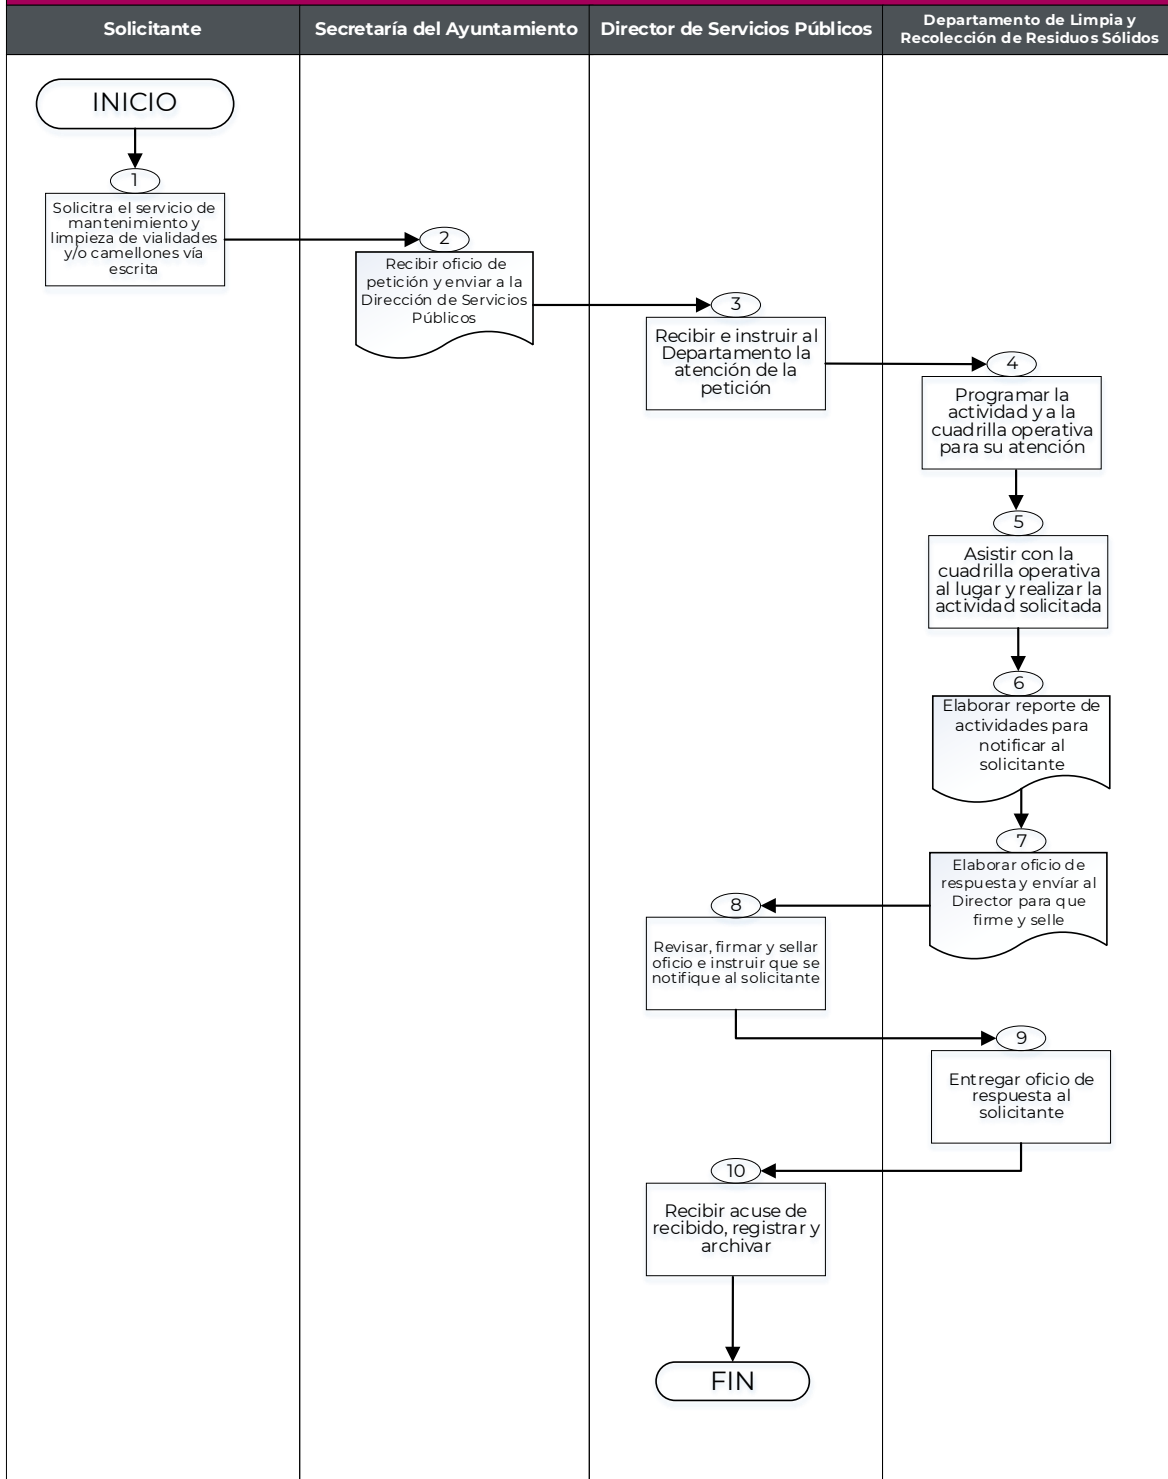 Solicitante
Secretaría del Ayuntamiento
Director de Servicios Públicos
Departamento de Limpia y
Recolección de Residuos Sólidos
INICIO
1
Solicitra el servicio de
mantenimiento y
limpieza de vialidades
y/o camellones vía
escrita
2
Recibir oficio de
petición y enviar a la
Dirección de Servicios
Públicos
3
Recibir e instruir al
Departamento la
atención de la
petición
4
Programar la
actividad y a la
cuadrilla operativa
para su atención
5
Asistir con la
cuadrilla operativa
al lugar y realizar la
actividad solicitada
6
Elaborar reporte de
actividades para
notificar al
solicitante
7
Elaborar oficio de
respuesta y envíar al
Director para que
firme y selle
8
Revisar, firmar y sellar
oficio e instruir que se
notifique al solicitante
9
Entregar oficio de
respuesta al
solicitante
10
Recibir acuse de
recibido, registrar y
archivar
FIN